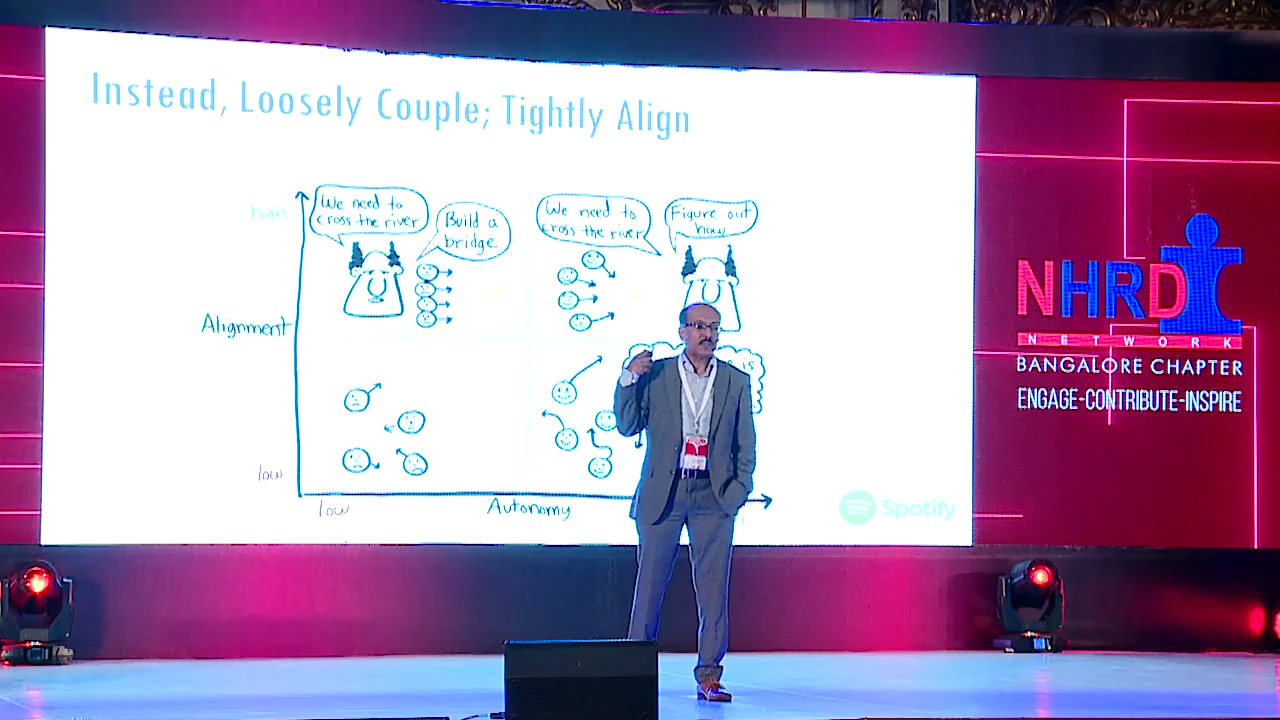 Instead, Loosely Couple; Tightly Align
high
We need to
cross the river
Build a
bridge
We need to
cross the river
Figure out
how
Alignment
is
low
low
Autonomy
Spotify
NHRD
NETWORK
BANGALORE CHAPTER
ENGAGE-CONTRIBUTE-INSPIRE